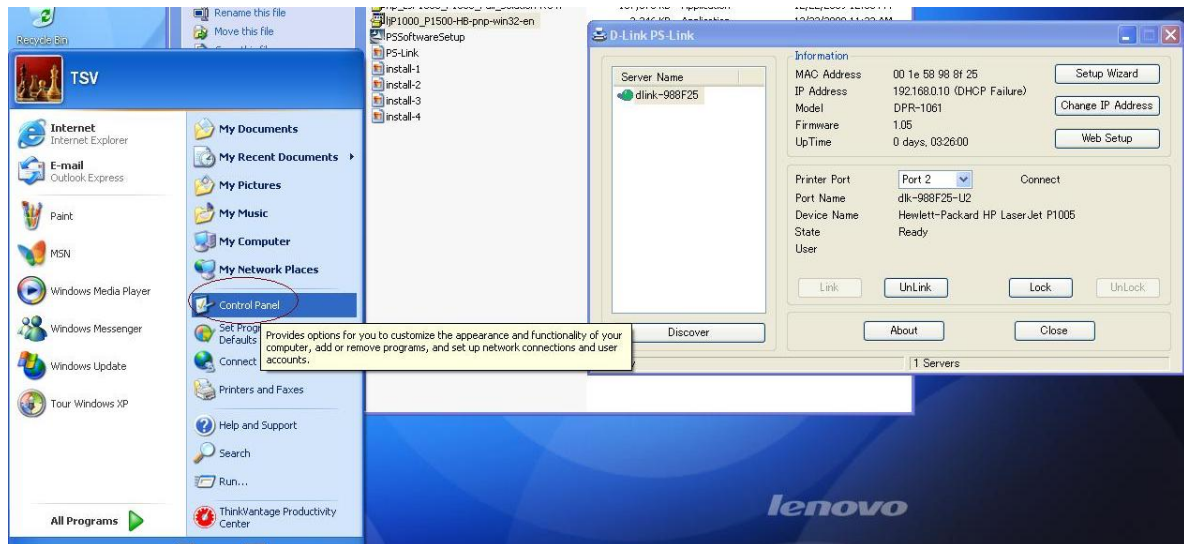 Recycle Bin
Rename this file
Move this file
ljP1000_P1500-HB-pnp-win32-en
PSSoftwareSetup
PS-Link
install-1
install-2
install-3
install-4
TSV
Internet
Internet Explorer
E-mail
Outlook Express
Paint
MSN
Windows Media Player
Windows Messenger
Windows Update
Tour Windows XP
All Programs
My Documents
My Recent Documents
My Pictures
My Music
My Computer
My Network Places
Control Panel
Set Prog
Defaults
Connect
Printers and Faxes
Help and Support
Search
Run...
ThinkVantage Productivity
Center
Provides options for you to customize the appearance and functionality of your
computer, add or remove programs, and set up network connections and user
accounts.
D-Link PS-Link
Server Name
dlink-988F25
Discover
Information
MAC Address 00 1e 58 98 8f 25 Setup Wizard
IP Address 192.168.0.10 (DHCP Failure)
Model DPR-1061 Change IP Address
Firmware 1.05
UpTime 0 days, 03:26:00 Web Setup
Printer Port Port 2 Connect
Port Name dlk-988F25-U2
Device Name Hewlett-Packard HP LaserJet P1005
State Ready
User
Link UnLink Lock UnLock
About Close
1 Servers
lenovo